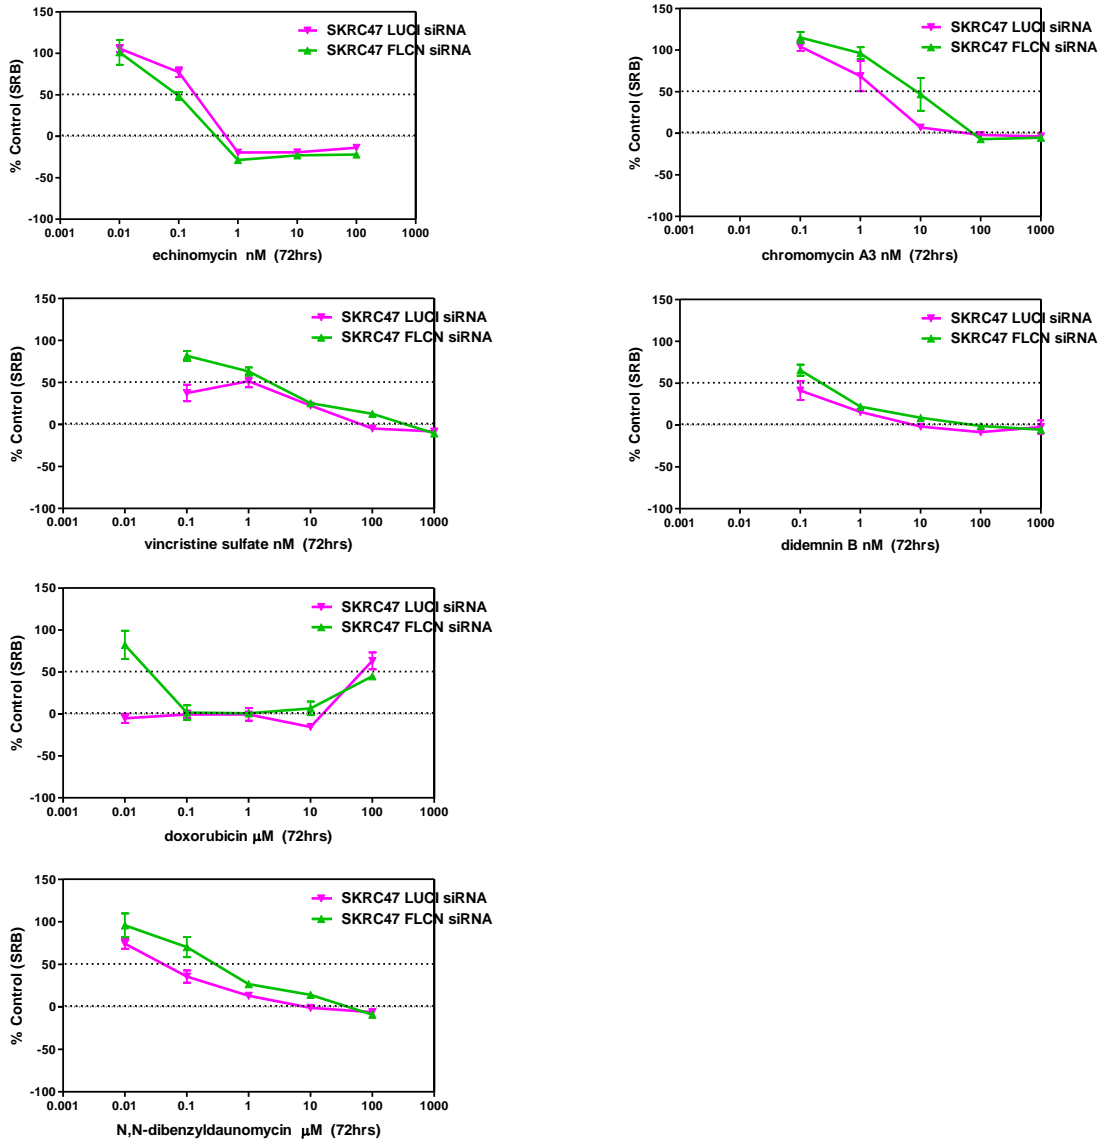 150
100
50
0
-50
-100
% Control (SRB)
SKRC47 LUCI siRNA
SKRC47 FLCN siRNA
0.001 0.01 0.1 1 10 100 1000
echinomycin nM (72hrs)
150
100
50
0
-50
-100
% Control (SRB)
SKRC47 LUCI siRNA
SKRC47 FLCN siRNA
0.001 0.01 0.1 1 10 100 1000
chromomycin A3 nM (72hrs)
150
100
50
0
-50
-100
% Control (SRB)
SKRC47 LUCI siRNA
SKRC47 FLCN siRNA
0.001 0.01 0.1 1 10 100 1000
vincristine sulfate nM (72hrs)
150
100
50
0
-50
-100
% Control (SRB)
SKRC47 LUCI siRNA
SKRC47 FLCN siRNA
0.001 0.01 0.1 1 10 100 1000
didemnin B nM (72hrs)
150
100
50
0
-50
-100
% Control (SRB)
SKRC47 LUCI siRNA
SKRC47 FLCN siRNA
0.001 0.01 0.1 1 10 100 1000
doxorubicin μM (72hrs)
150
100
50
0
-50
-100
% Control (SRB)
SKRC47 LUCI siRNA
SKRC47 FLCN siRNA
0.001 0.01 0.1 1 10 100 1000
N,N-dibenzyldaunomycin μM (72hrs)